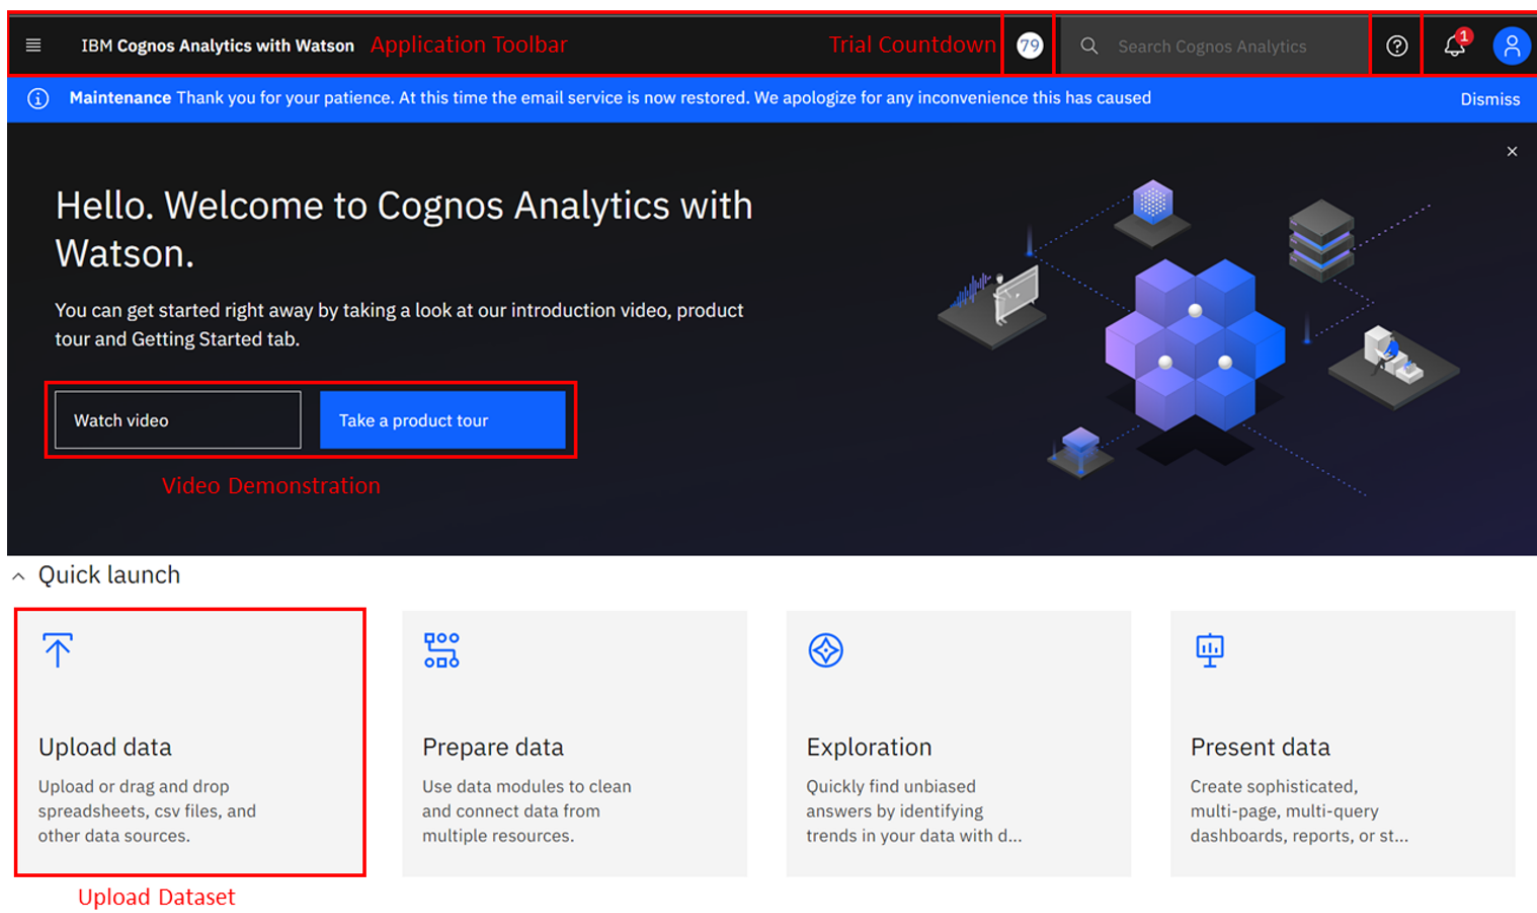 IBM Cognos Analytics with Watson Application Toolbar Trial Countdown 79 Search Cognos Analytics 1
Maintenance Thank you for your patience. At this time the email service is now restored. We apologize for any inconvenience this has caused Dismiss
Hello. Welcome to Cognos Analytics with
Watson.
You can get started right away by taking a look at our introduction video, product
tour and Getting Started tab.
Watch video Take a product tour
Video Demonstration
Quick launch
Upload data
Upload or drag and drop
spreadsheets, csv files, and
other data sources.
Upload Dataset
Prepare data
Use data modules to clean
and connect data from
multiple resources.
Exploration
Quickly find unbiased
answers by identifying
trends in your data with d...
Present data
Create sophisticated,
multi-page, multi-query
dashboards, reports, or st...